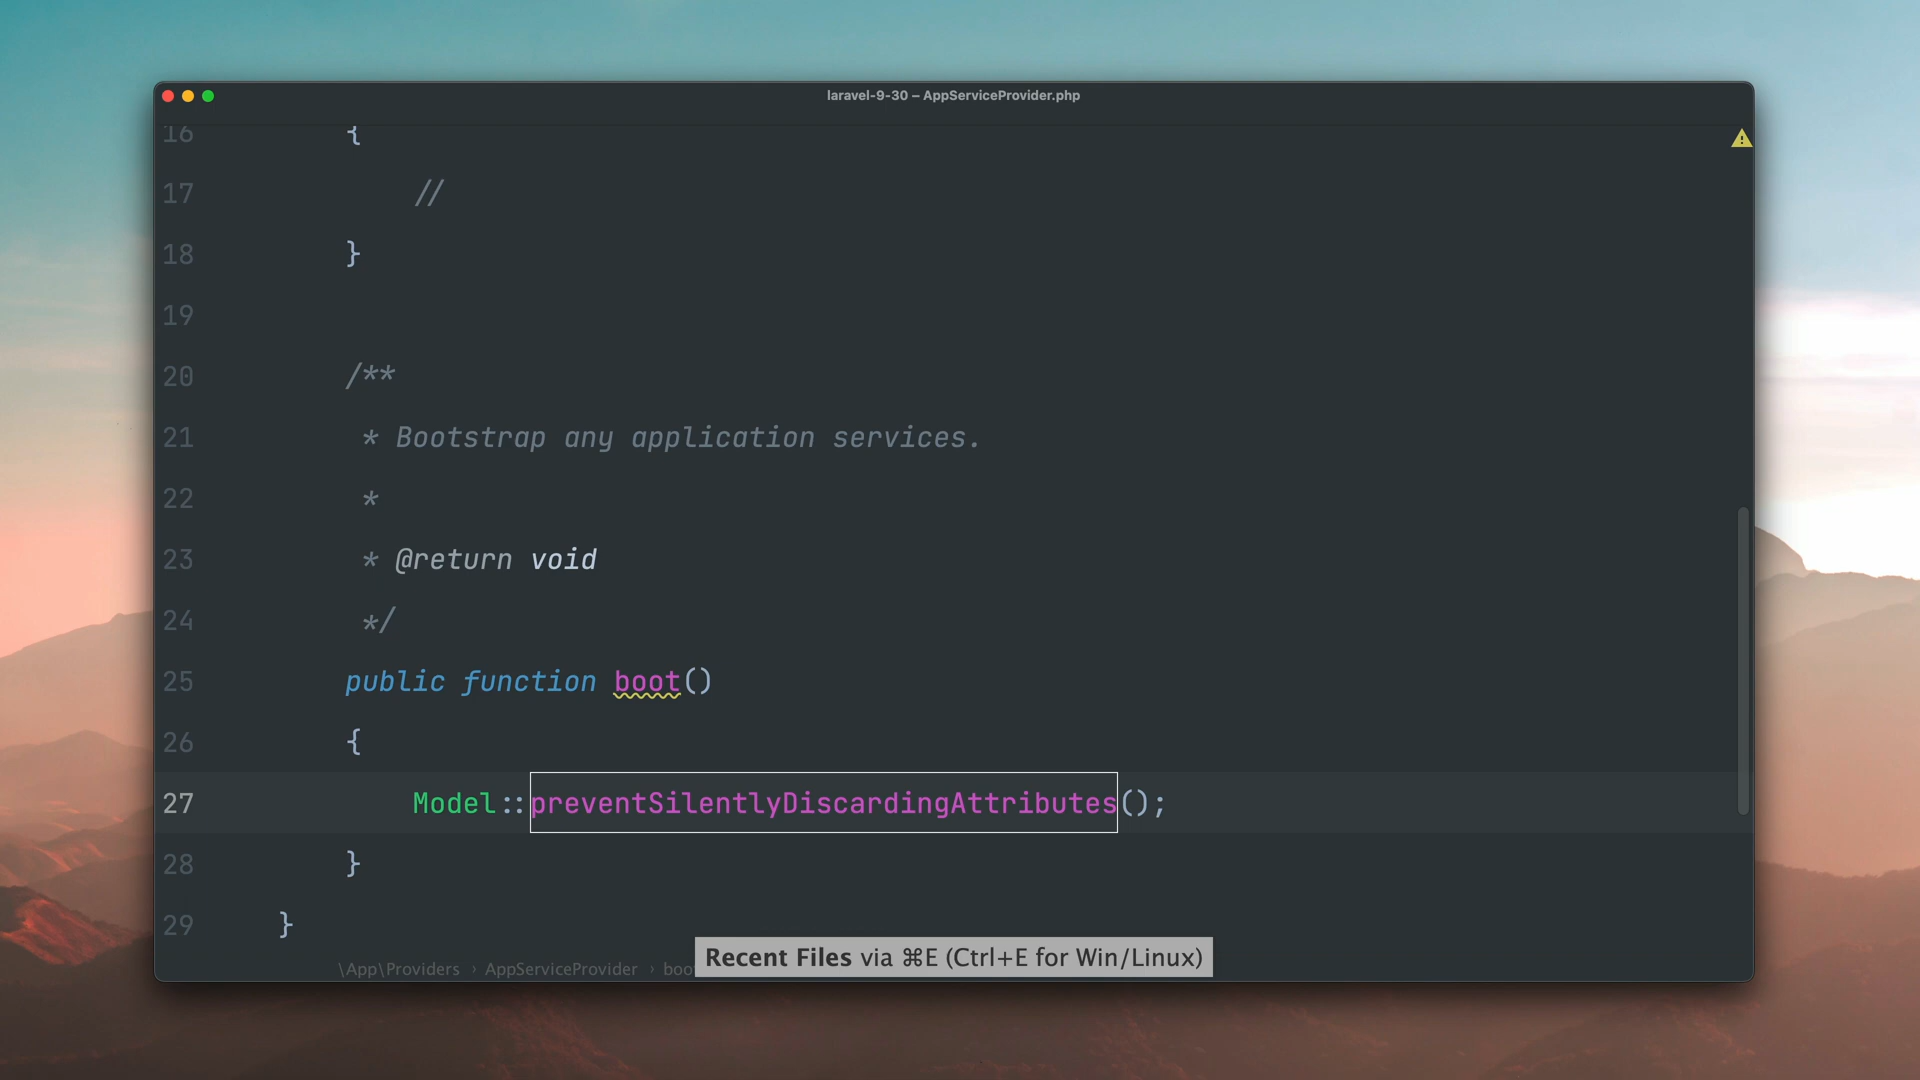 laravel-9-30 – AppServiceProvider.php
16 {
17 //
18 }
19
20 /**
21 * Bootstrap any application services.
22 *
23 * @return void
24 */
25 public function boot()
26 {
27 Model::preventSilentlyDiscardingAttributes();
28 }
29 }
\App\Providers › AppServiceProvider › boo
Recent Files via ⌘E (Ctrl+E for Win/Linux)